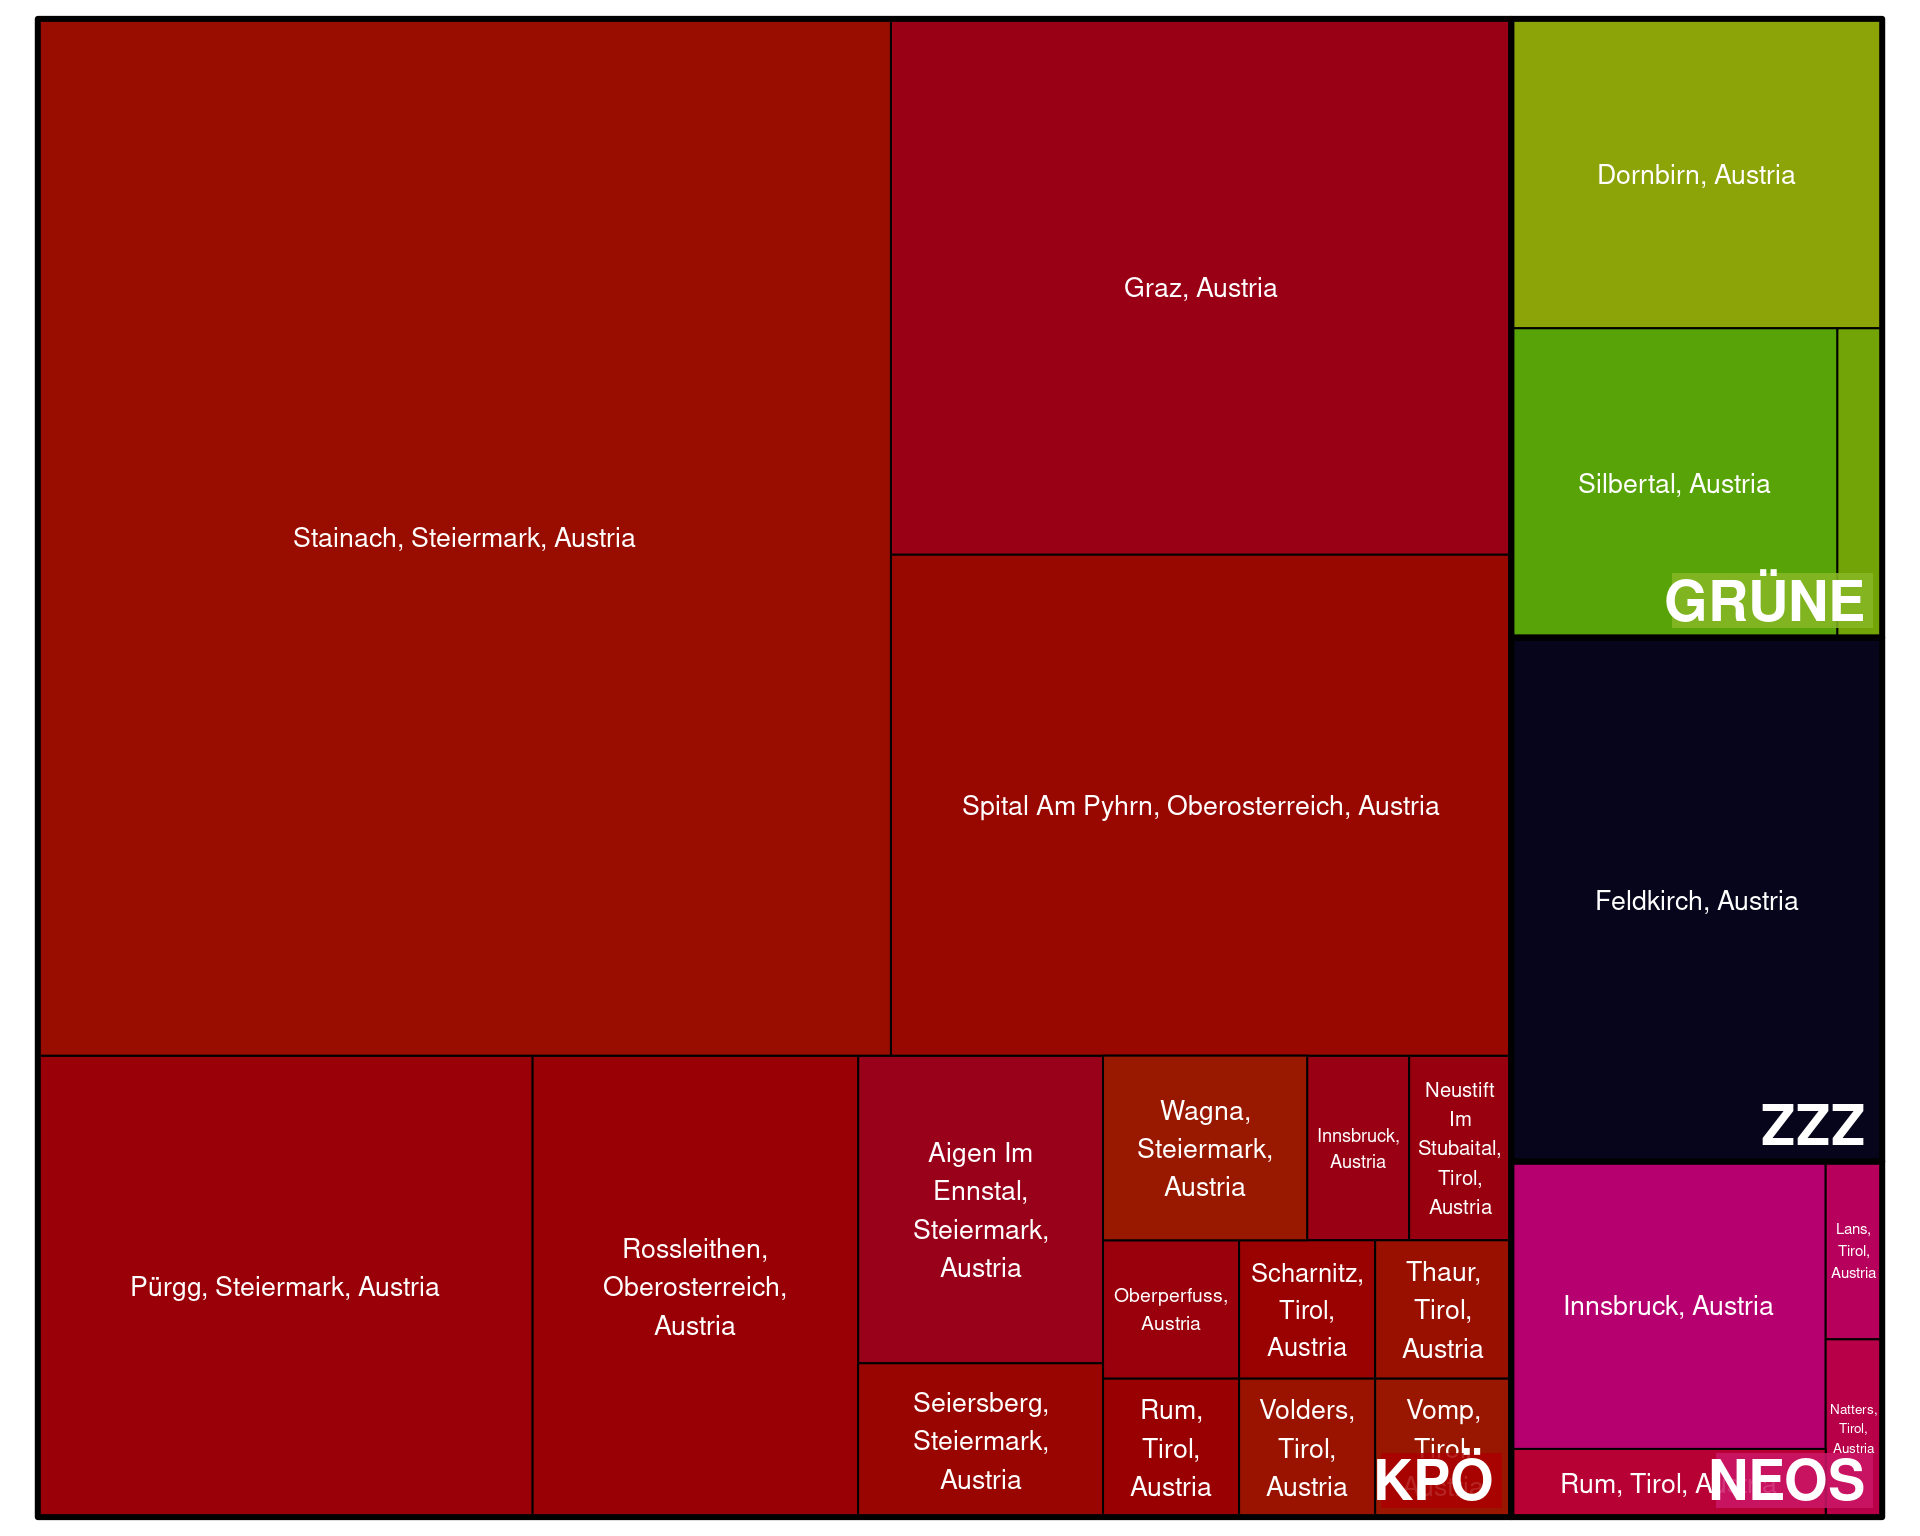 Stainach, Steiermark, Austria
Graz, Austria
Spital Am Pyhrn, Oberosterreich, Austria
Pürgg, Steiermark, Austria
Rossleithen,
Oberosterreich,
Austria
Aigen Im
Ennstal,
Steiermark,
Austria
Seiersberg,
Steiermark,
Austria
Wagna,
Steiermark,
Austria
Innsbruck,
Austria
Neustift
Im
Stubaital,
Tirol,
Austria
Oberperfuss,
Austria
Scharnitz,
Tirol,
Austria
Thaur,
Tirol,
Austria
Rum,
Tirol,
Austria
Volders,
Tirol,
Austria
Vomp,
Tirol,
Austria
KPÖ
Dornbirn, Austria
Silbertal, Austria
GRÜNE
Feldkirch, Austria
ZZZ
Innsbruck, Austria
Lans,
Tirol,
Austria
Natters,
Tirol,
Austria
Rum, Tirol, Austria
NEOS